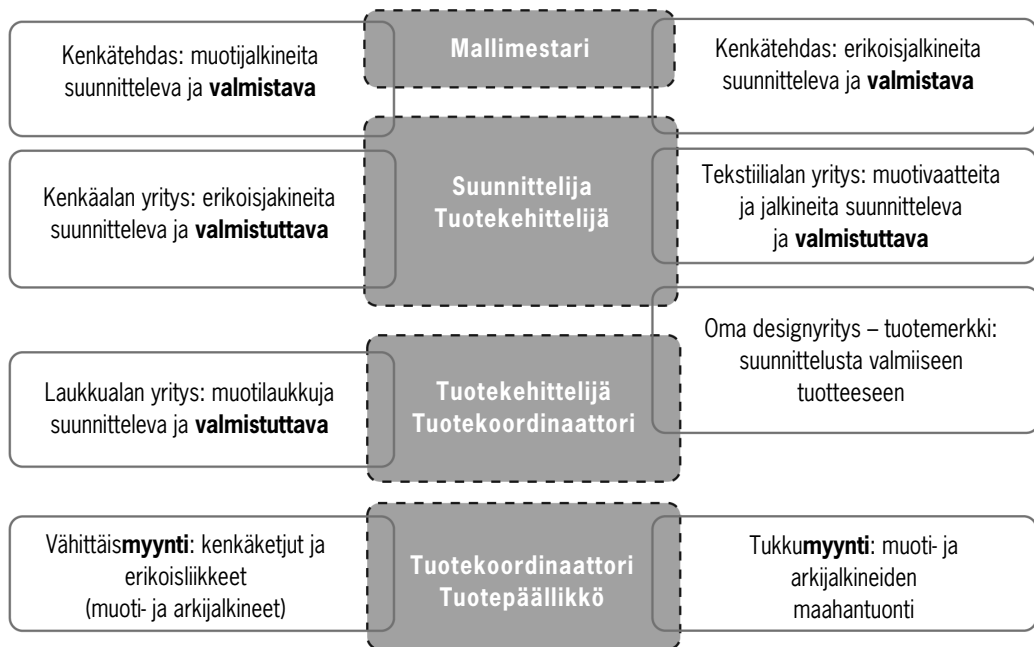 Mallimestari
Kenkätehdas: muotijalkineita
suunnitteleva ja valmistava
Kenkätehdas: erikoisjalkineita
suunnitteleva ja valmistava
Suunnittelija
Tuotekehittelijä
Kenkäalan yritys: erikoisjakineita
suunnitteleva ja valmistuttava
Tekstiilialan yritys: muotivaatteita
ja jalkineita suunnitteleva
ja valmistuttava
Oma designyritys – tuotemerkki:
suunnittelusta valmiiseen
tuotteeseen
Laukkualan yritys: muotilaukkuja
suunnitteleva ja valmistuttava
Tuotekehittelijä
Tuotekoordinaattori
Vähittäismyynti: kenkäketjut ja
erikoisliikkeet
(muoti- ja arkijalkineet)
Tuotekoordinaattori
Tuotepäällikkö
Tukkumyynti: muoti- ja
arkijalkineiden
maahantuonti